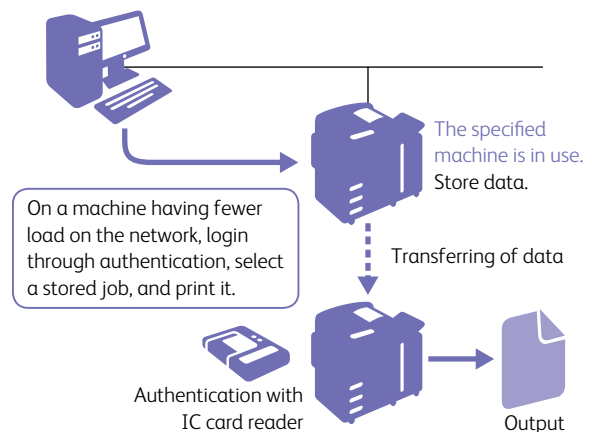 The specified
machine is in use.
Store data.
On a machine having fewer
load on the network, login
through authentication, select
a stored job, and print it.
Transferring of data
Authentication with
IC card reader
Output